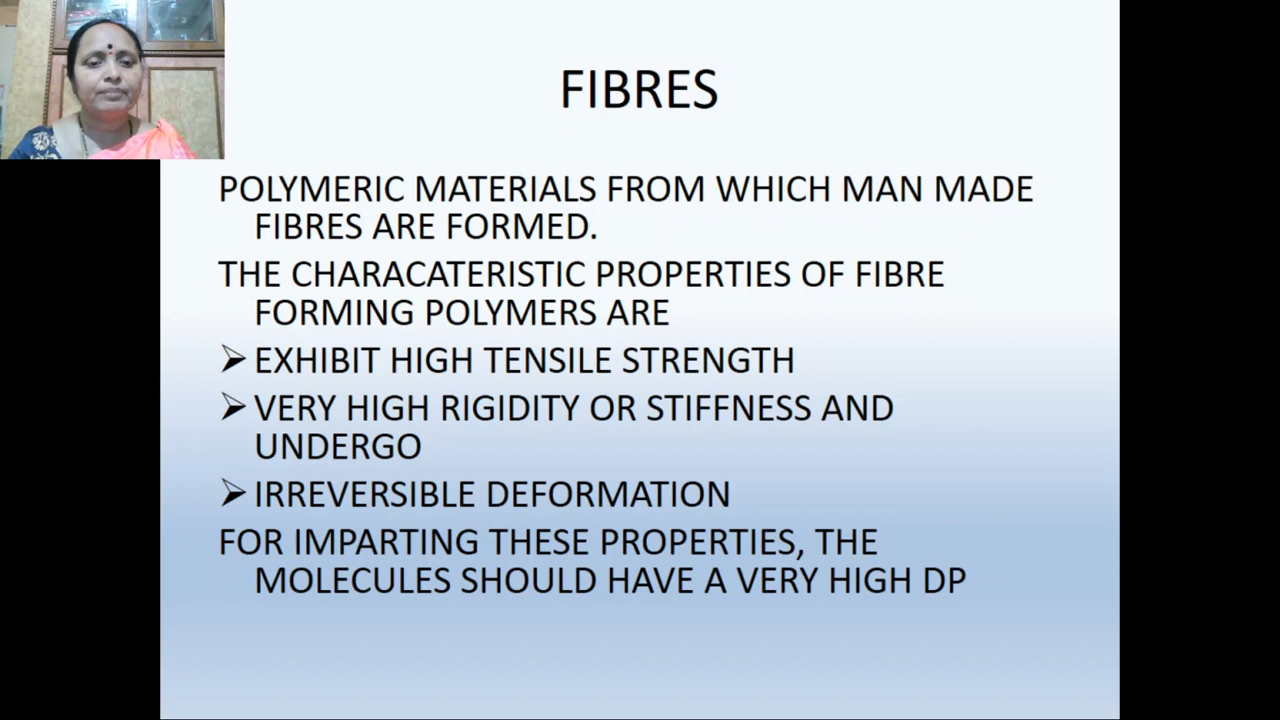 FIBRES
POLYMERIC MATERIALS FROM WHICH MAN MADE
FIBRES ARE FORMED.
THE CHARACATERISTIC PROPERTIES OF FIBRE
FORMING POLYMERS ARE
➢ EXHIBIT HIGH TENSILE STRENGTH
➢ VERY HIGH RIGIDITY OR STIFFNESS AND
UNDERGO
➢ IRREVERSIBLE DEFORMATION
FOR IMPARTING THESE PROPERTIES, THE
MOLECULES SHOULD HAVE A VERY HIGH DP